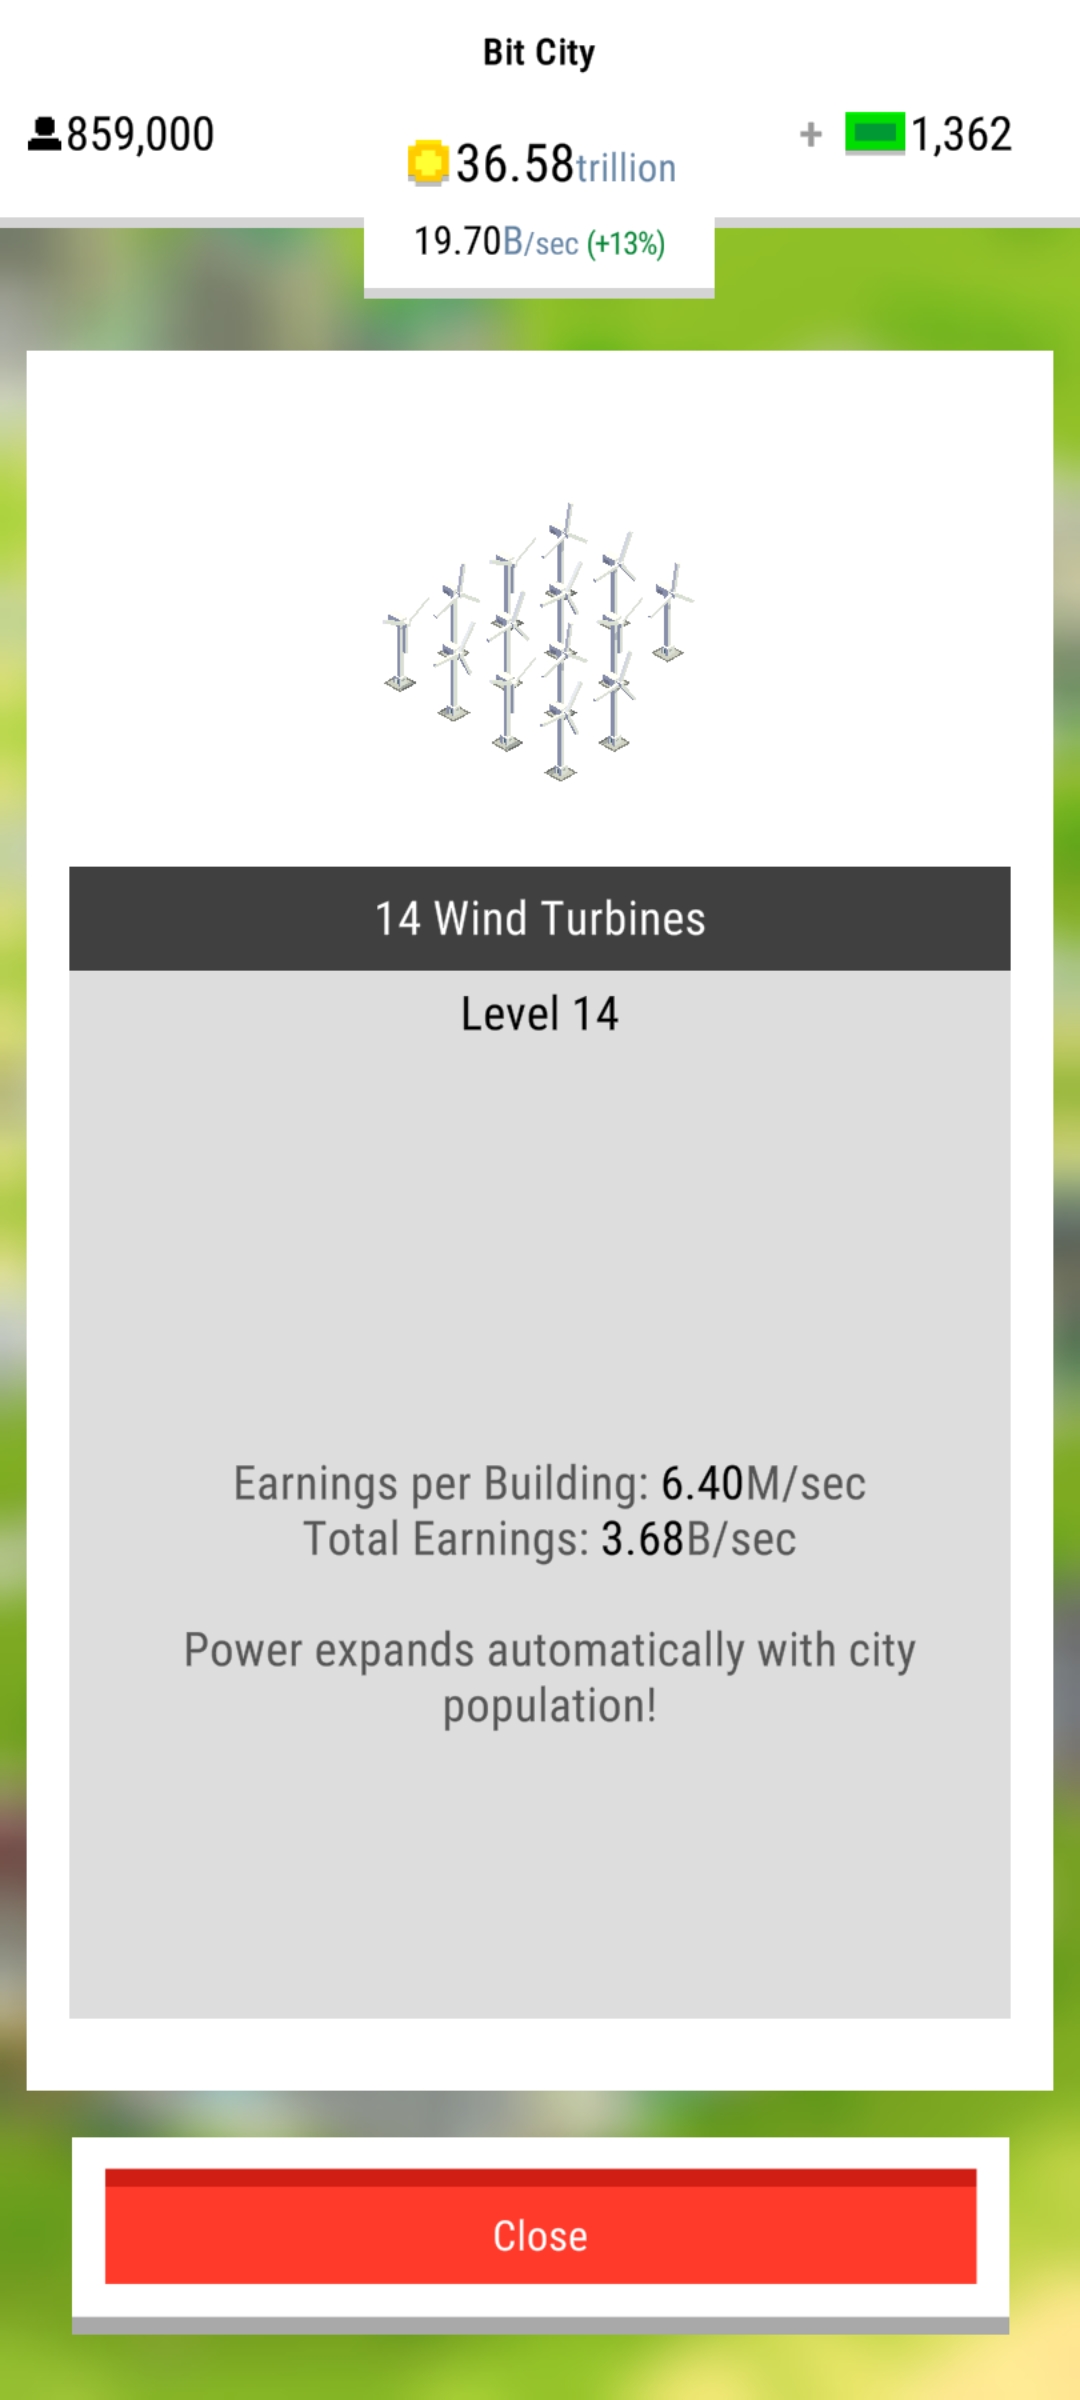 Bit City
859,000
36.58trillion
+ 1,362
19.70B/sec (+13%)
14 Wind Turbines
Level 14
Earnings per Building: 6.40M/sec
Total Earnings: 3.68B/sec
Power expands automatically with city
population!
Close